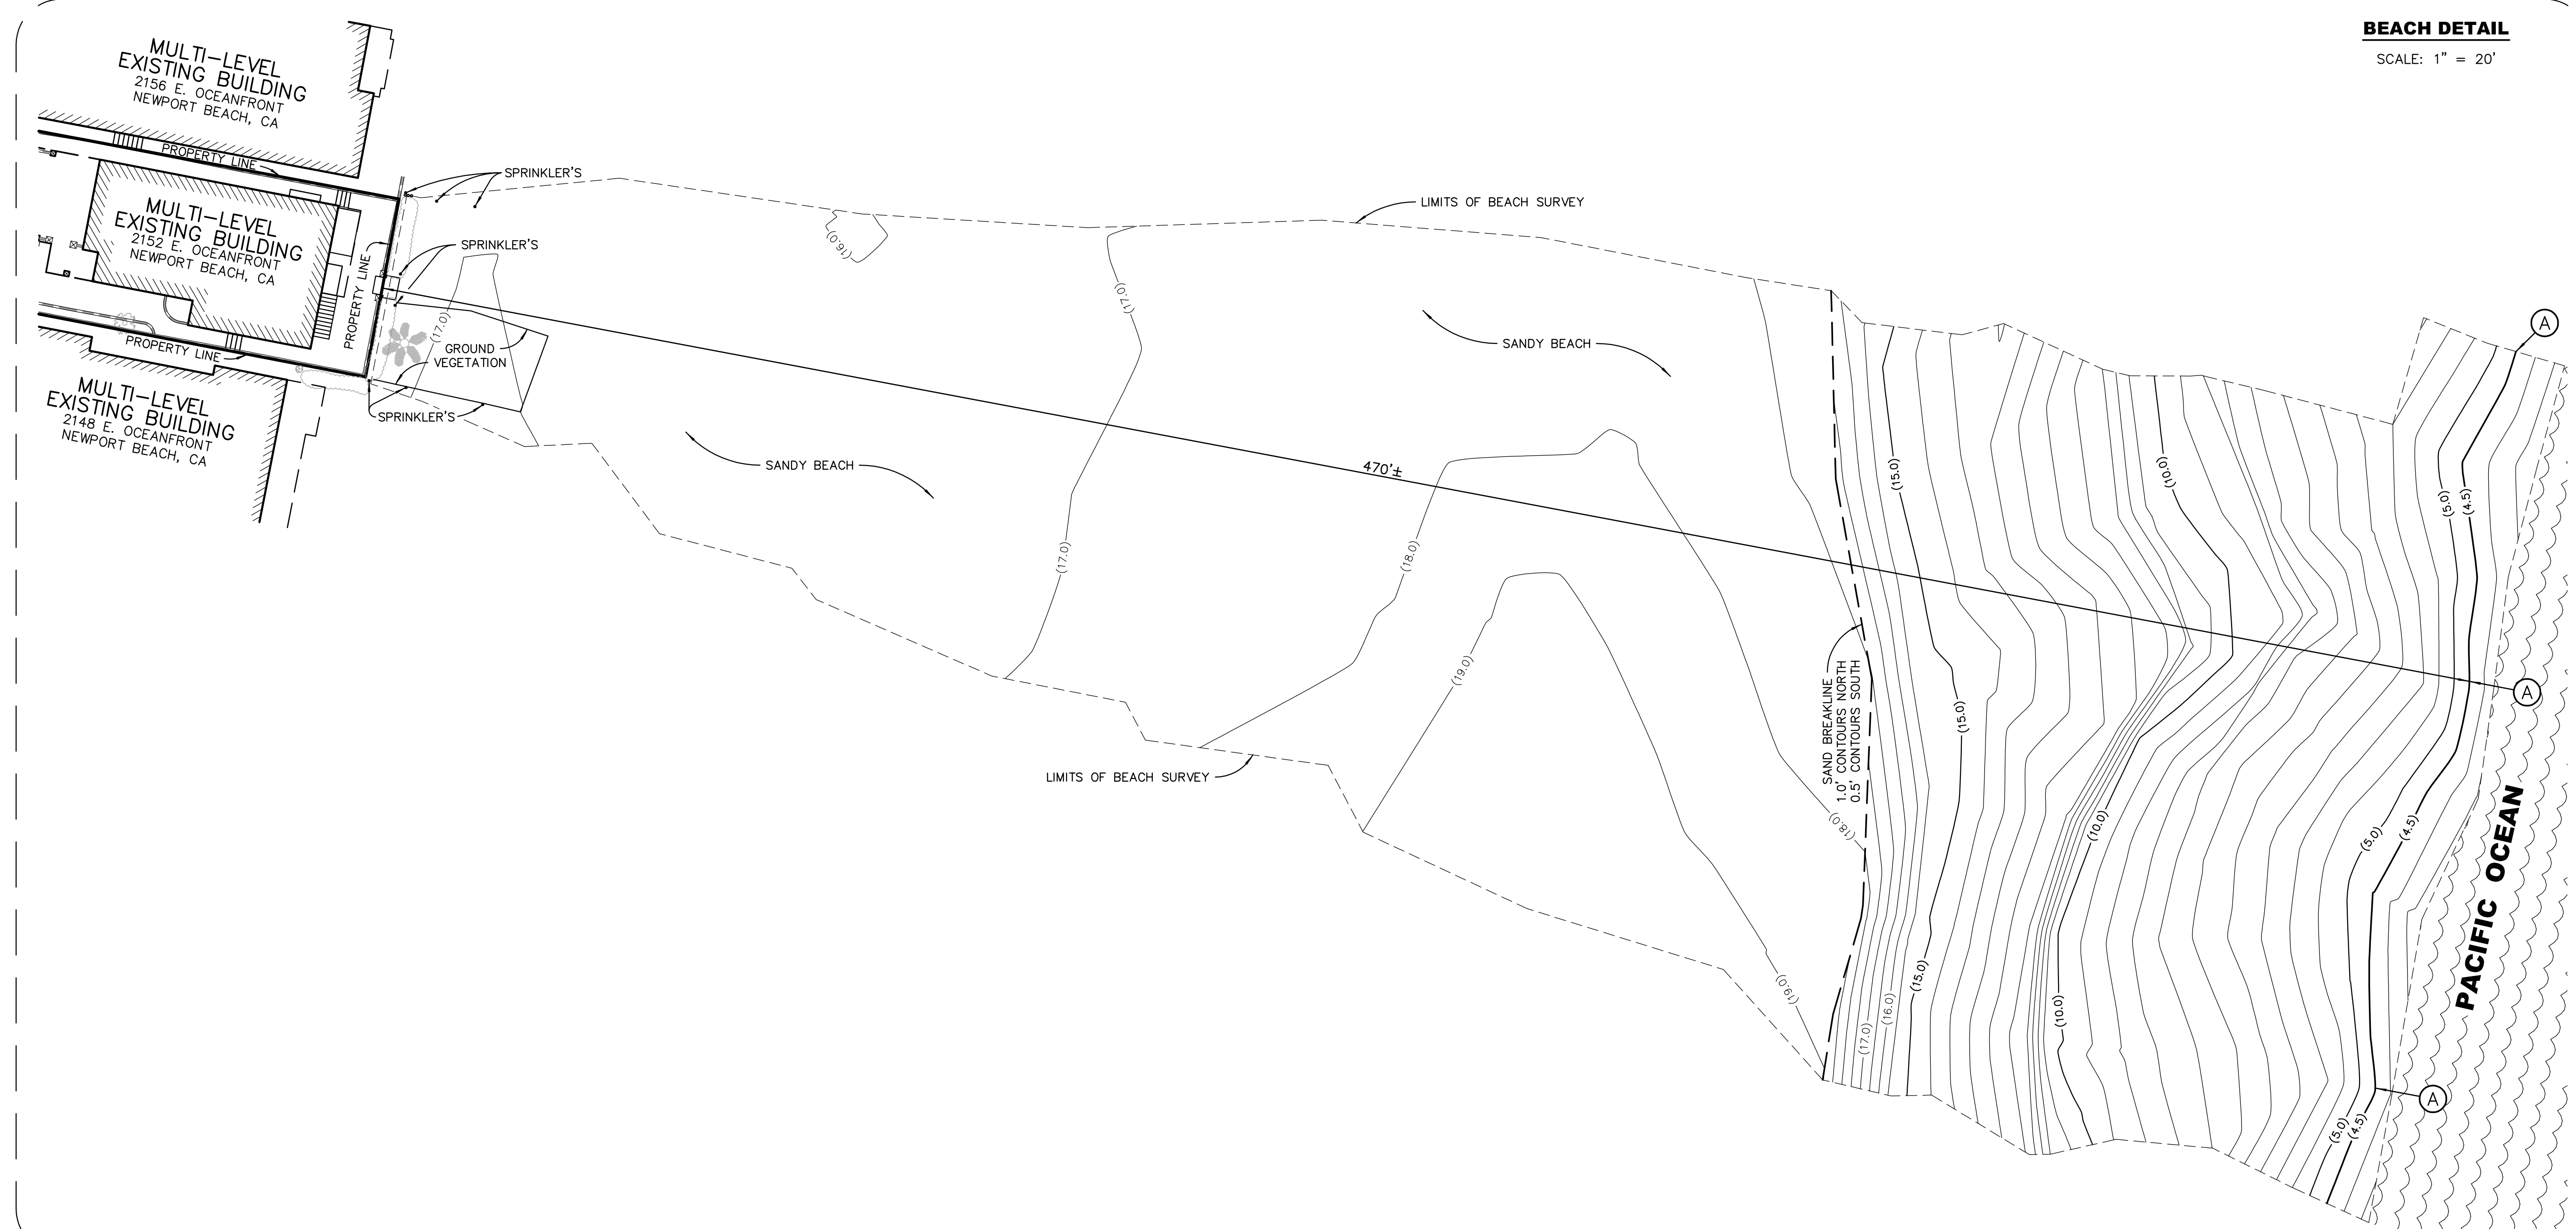 BEACH DETAIL
SCALE: 1" = 20'
MULTI-LEVEL
EXISTING BUILDING
2156 E. OCEANFRONT
NEWPORT BEACH, CA
PROPERTY LINE
SPRINKLER'S
MULTI-LEVEL
EXISTING BUILDING
2152 E. OCEANFRONT
NEWPORT BEACH, CA
PROPERTY LINE
SPRINKLER'S
(17.0)
GROUND
VEGETATION
PROPERTY LINE
SPRINKLER'S
MULTI-LEVEL
EXISTING BUILDING
2148 E. OCEANFRONT
NEWPORT BEACH, CA
(16.0)
LIMITS OF BEACH SURVEY
(17.0)
SANDY BEACH
SANDY BEACH
470'±
(17.0)
(18.0)
(19.0)
LIMITS OF BEACH SURVEY
SAND BREAKLINE
1.0' CONTOURS NORTH
0.5' CONTOURS SOUTH
(18.0)
(19.0)
(17.0)
(16.0)
(15.0)
(15.0)
(15.0)
(10.0)
(10.0)
(10.0)
(5.0)
(4.5)
(5.0)
(4.5)
(5.0)
(4.5)
A
A
A
PACIFIC OCEAN